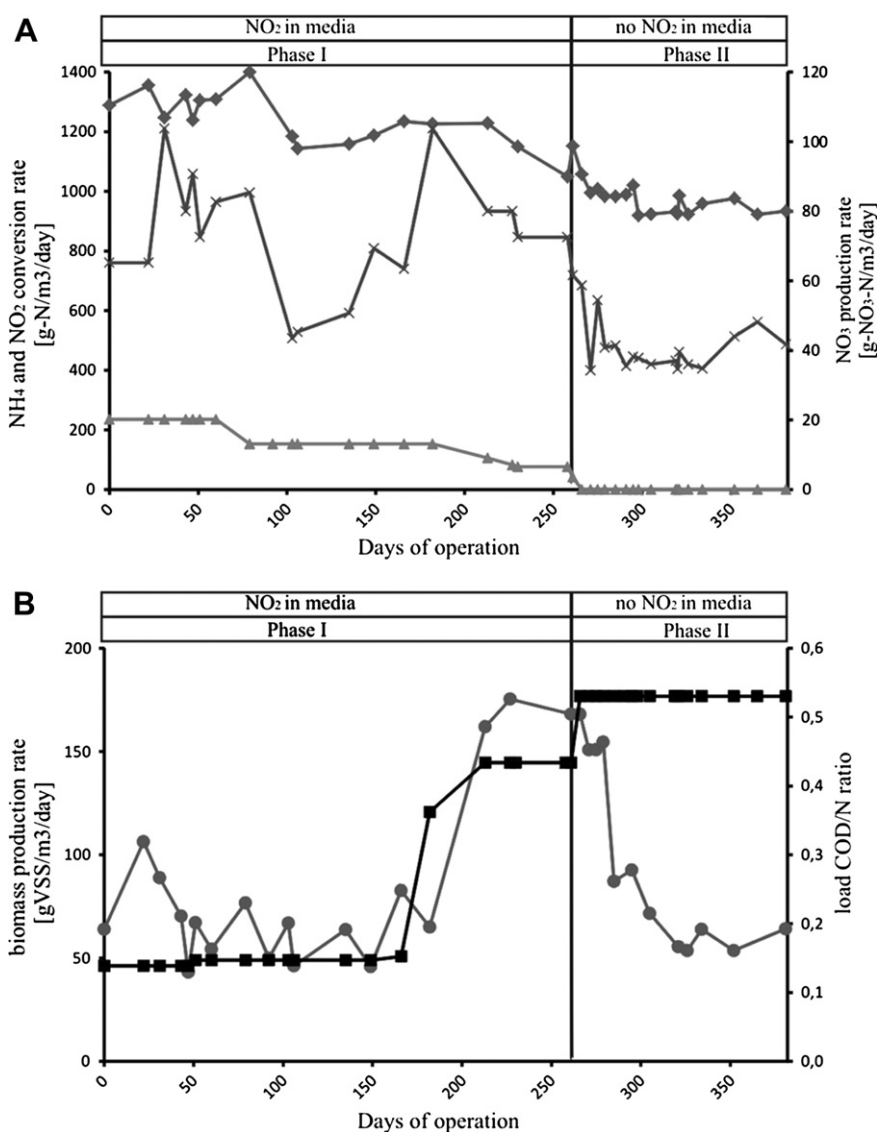 A
NO₂ in media no NO₂ in media
Phase I Phase II
1400
1200
1000
800
600
400
200
0
NH₄ and NO₂ conversion rate
[g-N/m3/day]
120
100
80
60
40
20
0
NO₃ production rate
[g-NO₃-N/m3/day]
0 50 100 150 200 250 300 350
Days of operation
B
NO₂ in media no NO₂ in media
Phase I Phase II
200
150
100
50
0
biomass production rate
[gVSS/m3/day]
0,6
0,5
0,4
0,3
0,2
0,1
0,0
load COD/N ratio
0 50 100 150 200 250 300 350
Days of operation